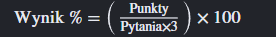 Wynik % = ( Punkty / Pytania×3 ) × 100